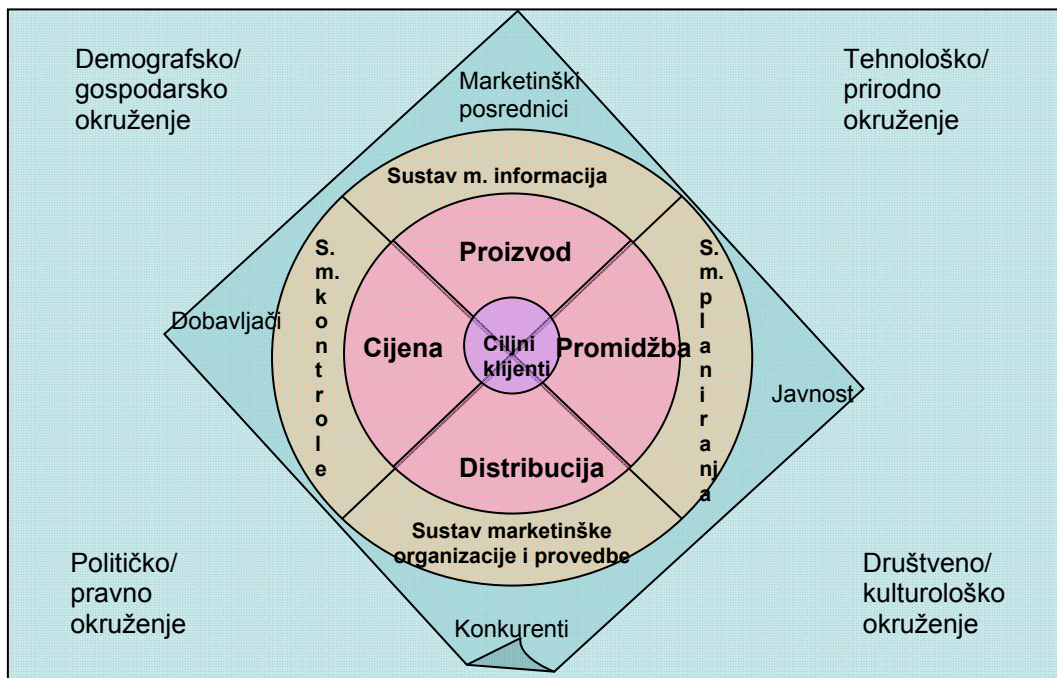 Demografsko/
gospodarsko
okruženje
Marketinški
posrednici
Tehnološko/
prirodno
okruženje
Sustav m. informacija
S.
m.
k
o
n
t
r
o
l
e
Proizvod
S.
m.
p
l
a
n
i
r
a
nj
a
Dobavljači
Cijena
Ciljni
klijenti
Promidžba
Javnost
Distribucija
Sustav marketinške
organizacije i provedbe
Političko/
pravno
okruženje
Konkurenti
Društveno/
kulturološko
okruženje